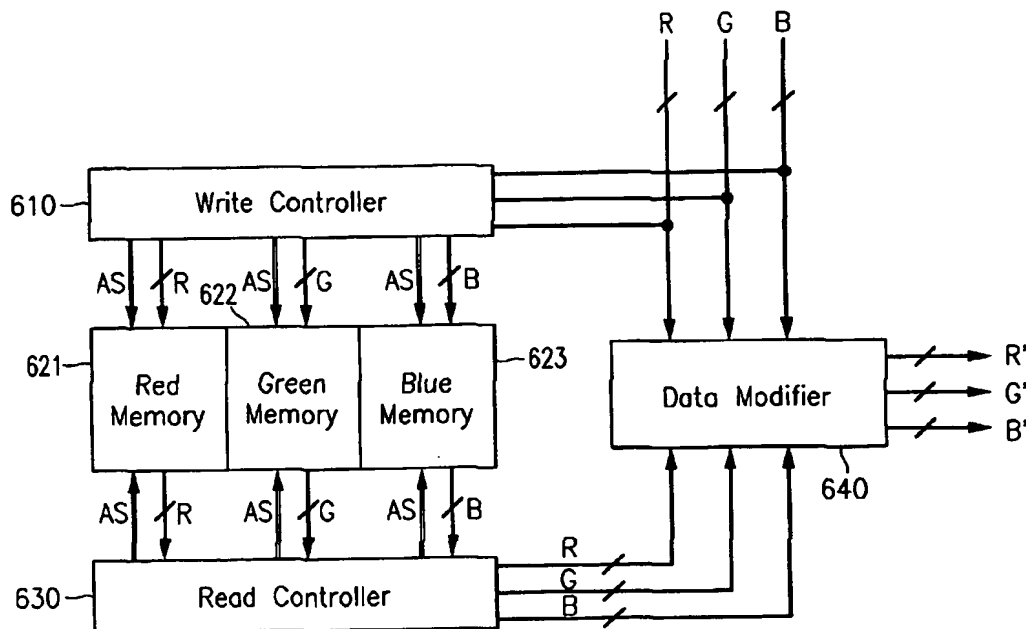 R G B
610 Write Controller
AS R AS G AS B
622
621 Red Memory Green Memory Blue Memory 623
Data Modifier
R'
G'
B'
640
AS R AS G AS B
630 Read Controller
R
G
B